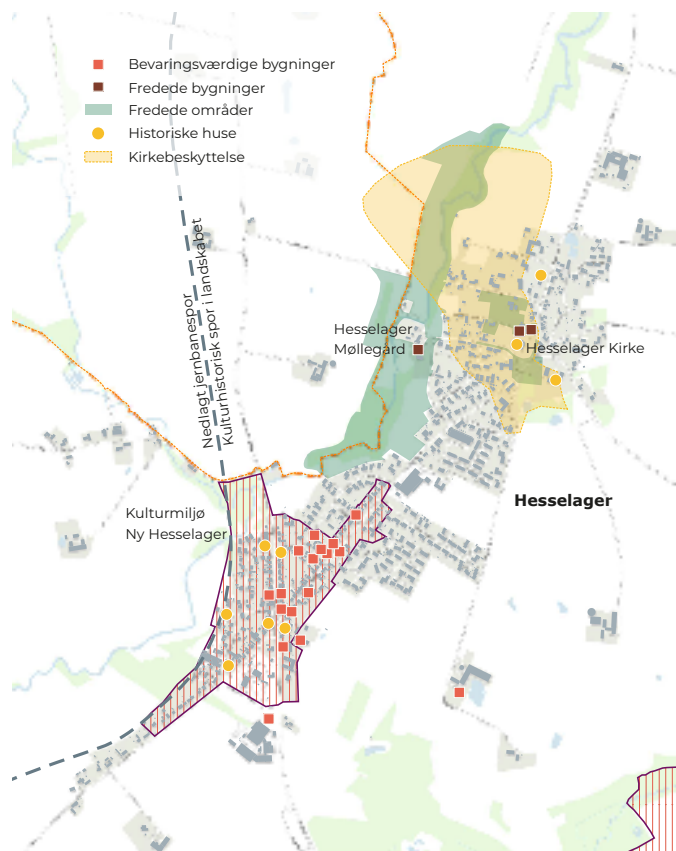 Bevaringsværdige bygninger
Fredede bygninger
Fredede områder
Historiske huse
Kirkebeskyttelse
Nedlagt jernbanespor
Kulturhistorisk spor i landskabet
Hesselager
Møllegård
Hesselager Kirke
Hesselager
Kulturmiljø
Ny Hesselager